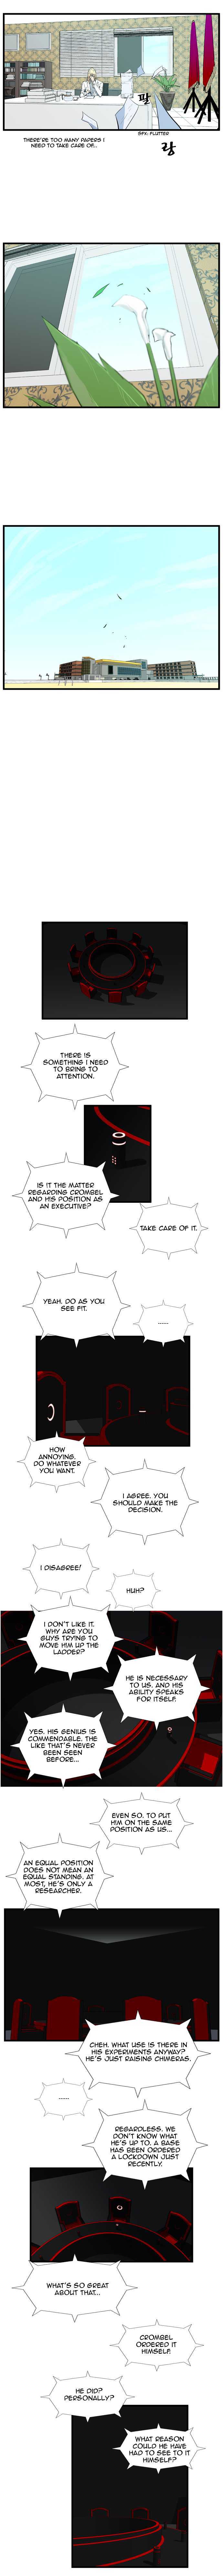 팔
SFX: FLUTTER
랑
THERE'RE TOO MANY PAPERS I
NEED TO TAKE CARE OF...
THERE IS
SOMETHING I NEED
TO BRING TO
ATTENTION.
IS IT THE MATTER
REGARDING CROMBEL
AND HIS POSITION AS
AN EXECUTIVE?
TAKE CARE OF IT.
YEAH. DO AS YOU
SEE FIT.
......
HOW
ANNOYING.
DO WHATEVER
YOU WANT.
I AGREE. YOU
SHOULD MAKE THE
DECISION.
I DISAGREE!
HUH?
I DON'T LIKE IT.
WHY ARE YOU
GUYS TRYING TO
MOVE HIM UP THE
LADDER?
HE IS NECESSARY
TO US. AND HIS
ABILITY SPEAKS
FOR ITSELF.
YES. HIS GENIUS IS
COMMENDABLE. THE
LIKE THAT'S NEVER
BEEN SEEN
BEFORE...
EVEN SO. TO PUT
HIM ON THE SAME
POSITION AS US...
AN EQUAL POSITION
DOES NOT MEAN AN
EQUAL STANDING. AT
MOST, HE'S ONLY A
RESEARCHER.
CHEH. WHAT USE IS THERE IN
HIS EXPERIMENTS ANYWAY?
HE'S JUST RAISING CHIMERAS.
......
REGARDLESS. WE
DON'T KNOW WHAT
HE'S UP TO. A BASE
HAS BEEN ORDERED
A LOCKDOWN JUST
RECENTLY.
WHAT'S SO GREAT
ABOUT THAT...
CROMBEL
ORDERED IT
HIMSELF.
HE DID?
PERSONALLY?
WHAT REASON
COULD HE HAVE
HAD TO SEE TO IT
HIMSELF?